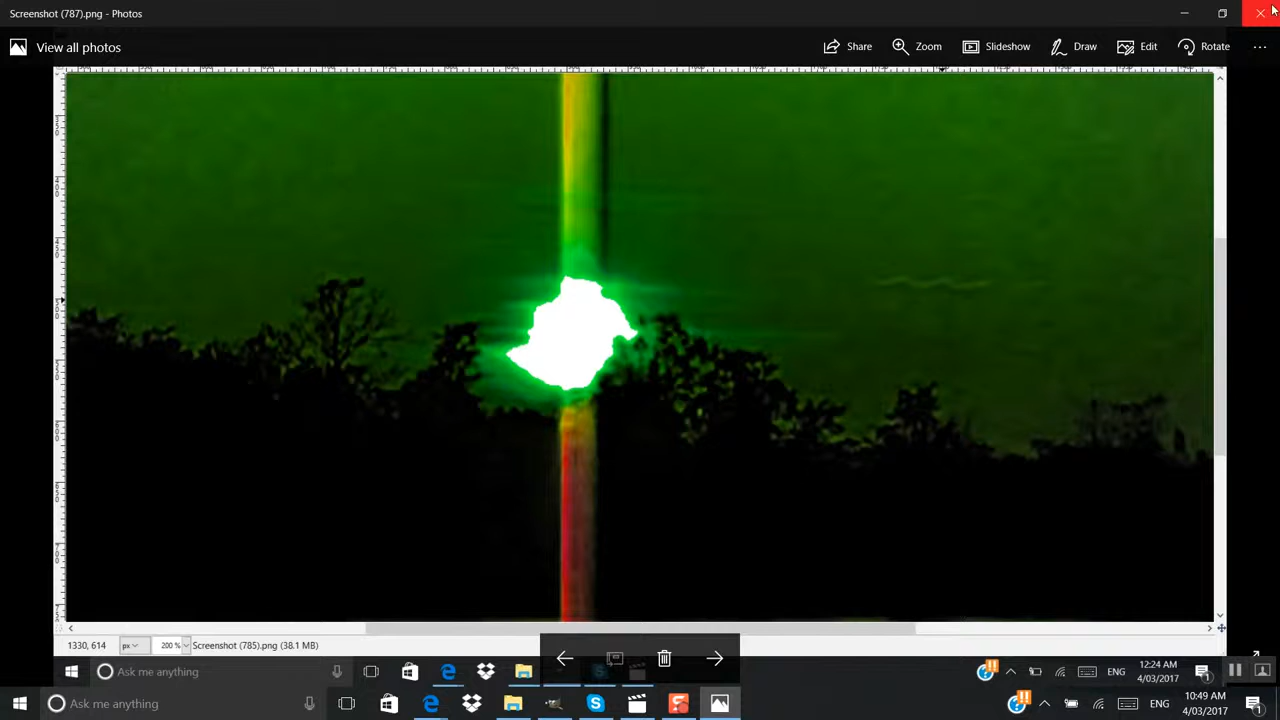 Screenshot (787).png - Photos
View all photos
Share
Zoom
Slideshow
Draw
Edit
Rotate
1330, 614
px
200 %
Screenshot (785).png (38.1 MB)
Ask me anything
ENG
12:24 AM
4/03/2017
Ask me anything
ENG
10:49 AM
4/03/2017